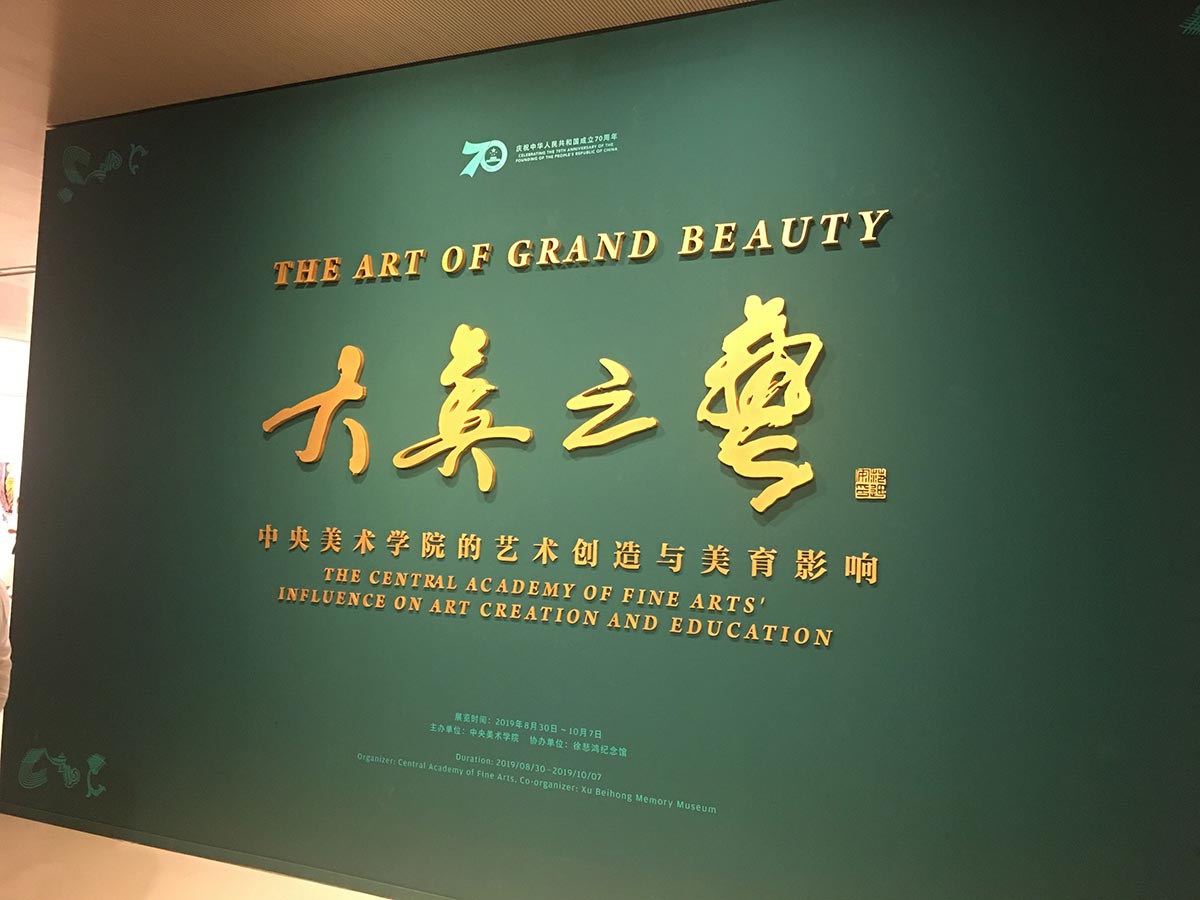 70
庆祝中华人民共和国成立70周年
CELEBRATING THE 70TH ANNIVERSARY OF THE
FOUNDING OF THE PEOPLE'S REPUBLIC OF CHINA
THE ART OF GRAND BEAUTY
大美之藝
中央美术学院的艺术创造与美育影响
THE CENTRAL ACADEMY OF FINE ARTS'
INFLUENCE ON ART CREATION AND EDUCATION
展览时间：2019年8月30日～10月7日
主办单位：中央美术学院 协办单位：徐悲鸿纪念馆
Duration: 2019/08/30-2019/10/07
Organizer: Central Academy of Fine Arts, Co-organizer: Xu Beihong Memory Museum